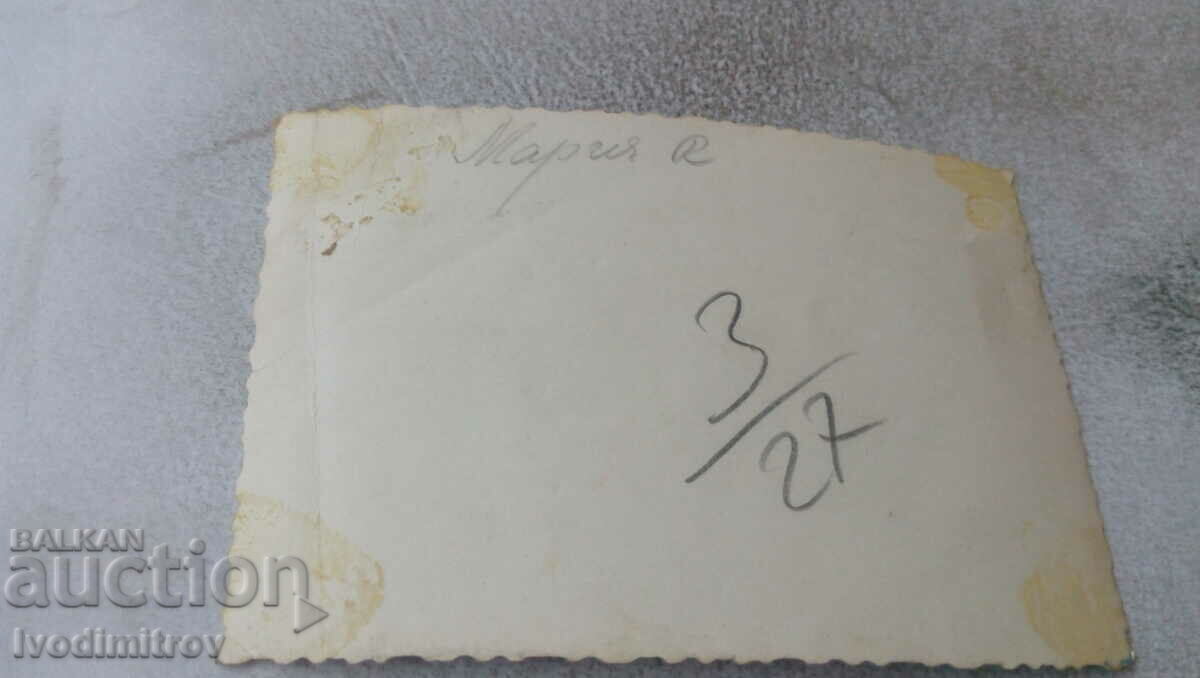 Мария R
3/27
BALKAN
auction
Ivodimitrov